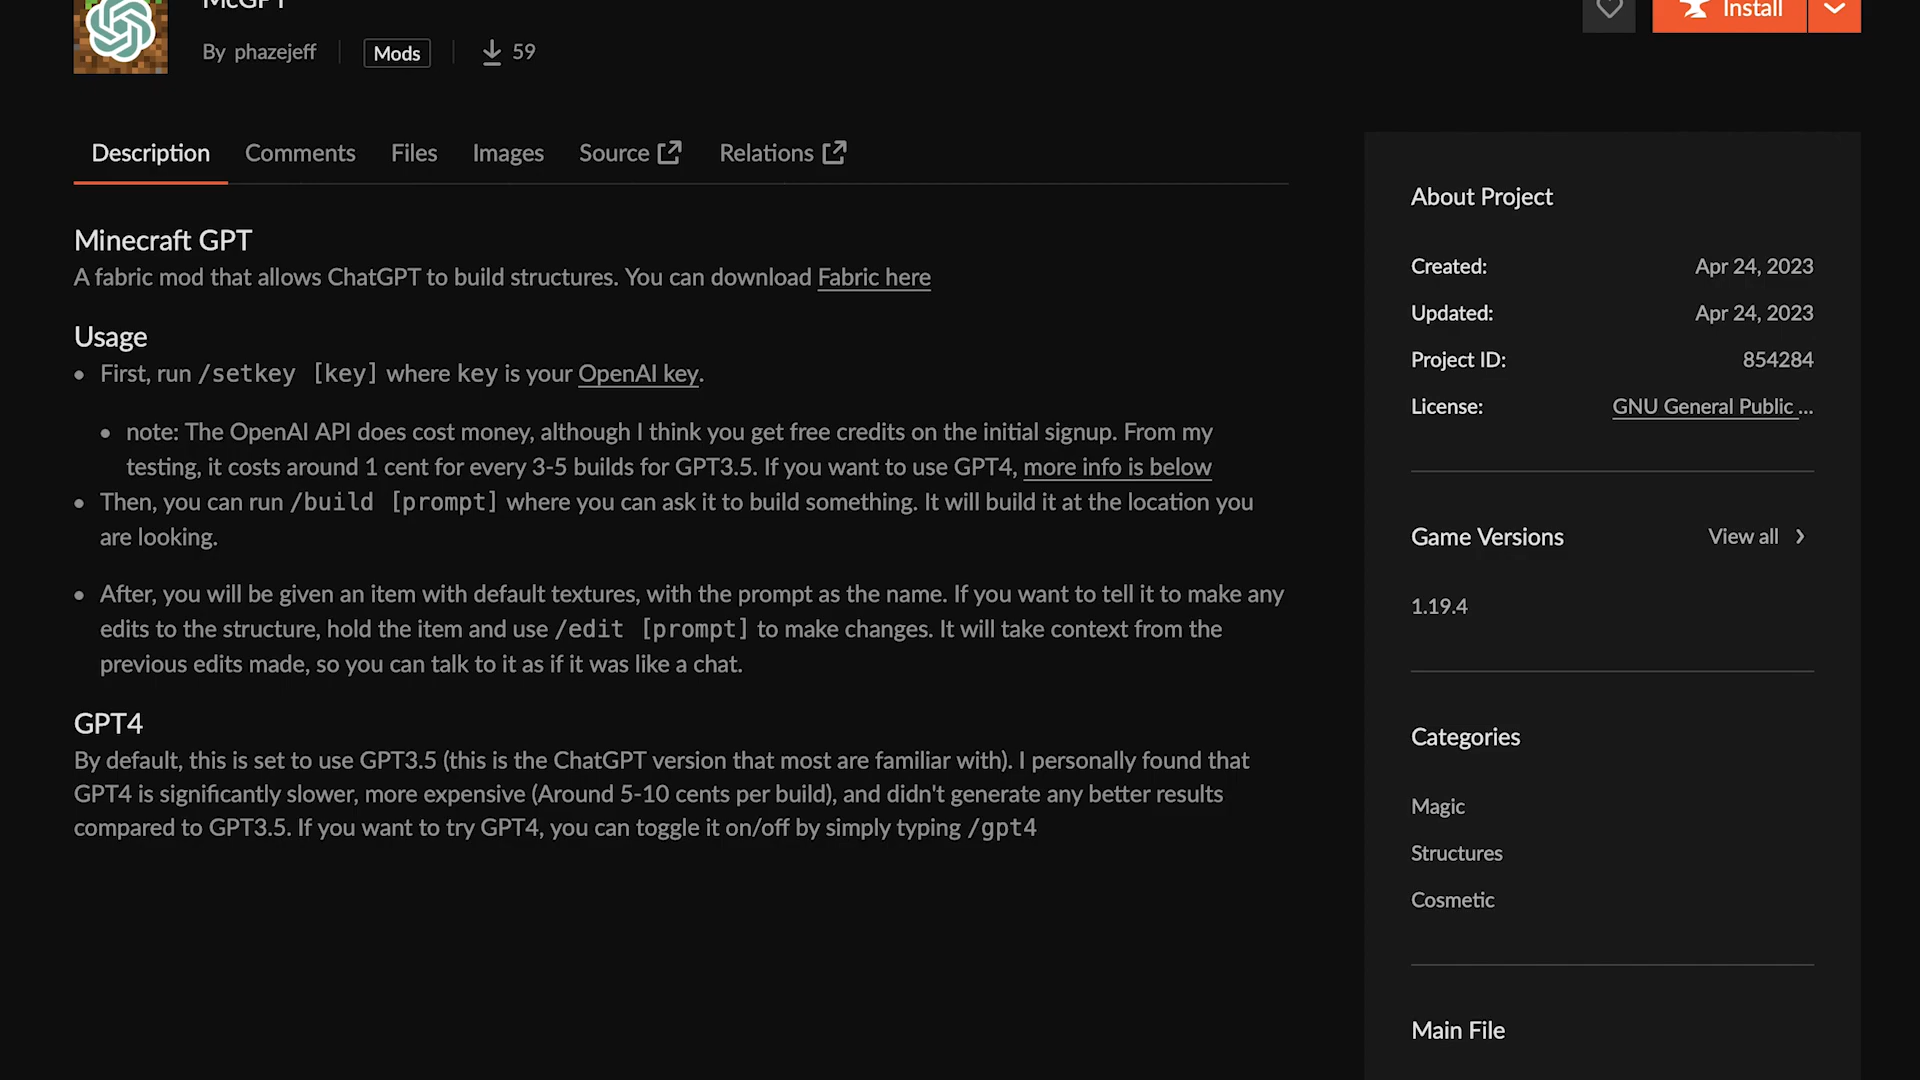 McGPT
Install
By phazejeff
Mods
59
Description
Comments
Files
Images
Source
Relations
Minecraft GPT
A fabric mod that allows ChatGPT to build structures. You can download Fabric here
Usage
• First, run /setkey [key] where key is your OpenAI key.
• note: The OpenAI API does cost money, although I think you get free credits on the initial signup. From my
testing, it costs around 1 cent for every 3-5 builds for GPT3.5. If you want to use GPT4, more info is below
• Then, you can run /build [prompt] where you can ask it to build something. It will build it at the location you
are looking.
• After, you will be given an item with default textures, with the prompt as the name. If you want to tell it to make any
edits to the structure, hold the item and use /edit [prompt] to make changes. It will take context from the
previous edits made, so you can talk to it as if it was like a chat.
GPT4
By default, this is set to use GPT3.5 (this is the ChatGPT version that most are familiar with). I personally found that
GPT4 is significantly slower, more expensive (Around 5-10 cents per build), and didn't generate any better results
compared to GPT3.5. If you want to try GPT4, you can toggle it on/off by simply typing /gpt4
About Project
Created: Apr 24, 2023
Updated: Apr 24, 2023
Project ID: 854284
License: GNU General Public ...
Game Versions
View all
1.19.4
Categories
Magic
Structures
Cosmetic
Main File